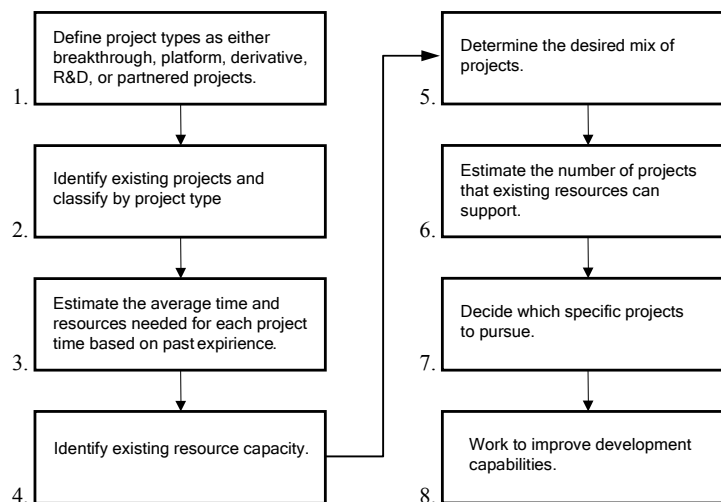 Define project types as either
breakthrough, platform, derivative,
R&D, or partnered projects.
1.
Identify existing projects and
classify by project type
2.
Estimate the average time and
resources needed for each project
time based on past expirience.
3.
Identify existing resource capacity.
4.
Determine the desired mix of
projects.
5.
Estimate the number of projects
that existing resources can
support.
6.
Decide which specific projects
to pursue.
7.
Work to improve development
capabilities.
8.